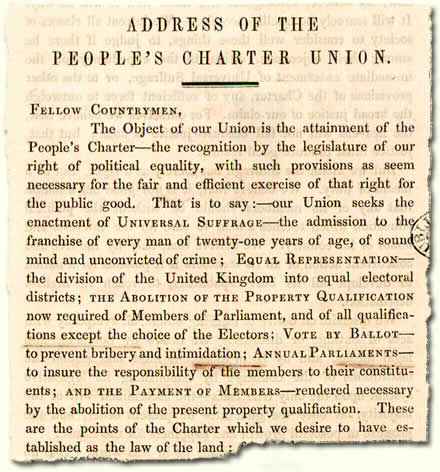 ADDRESS OF THE
PEOPLE'S CHARTER UNION.
FELLOW COUNTRYMEN,
The Object of our Union is the attainment of the
People's Charter—the recognition by the legislature of our
right of political equality, with such provisions as seem
necessary for the fair and efficient exercise of that right for
the public good. That is to say:—our Union seeks the
enactment of UNIVERSAL SUFFRAGE—the admission to the
franchise of every man of twenty-one years of age, of sound
mind and unconvicted of crime; EQUAL REPRESENTATION—
the division of the United Kingdom into equal electoral
districts; THE ABOLITION OF THE PROPERTY QUALIFICATION
now required of Members of Parliament, and of all qualifica-
tions except the choice of the Electors; VOTE BY BALLOT—
to prevent bribery and intimidation; ANNUAL PARLIAMENTS—
to insure the responsibility of the members to their constitu-
ents; AND THE PAYMENT OF MEMBERS—rendered necessary
by the abolition of the present property qualification. These
are the points of the Charter which we desire to have es-
tablished as the law of the land: